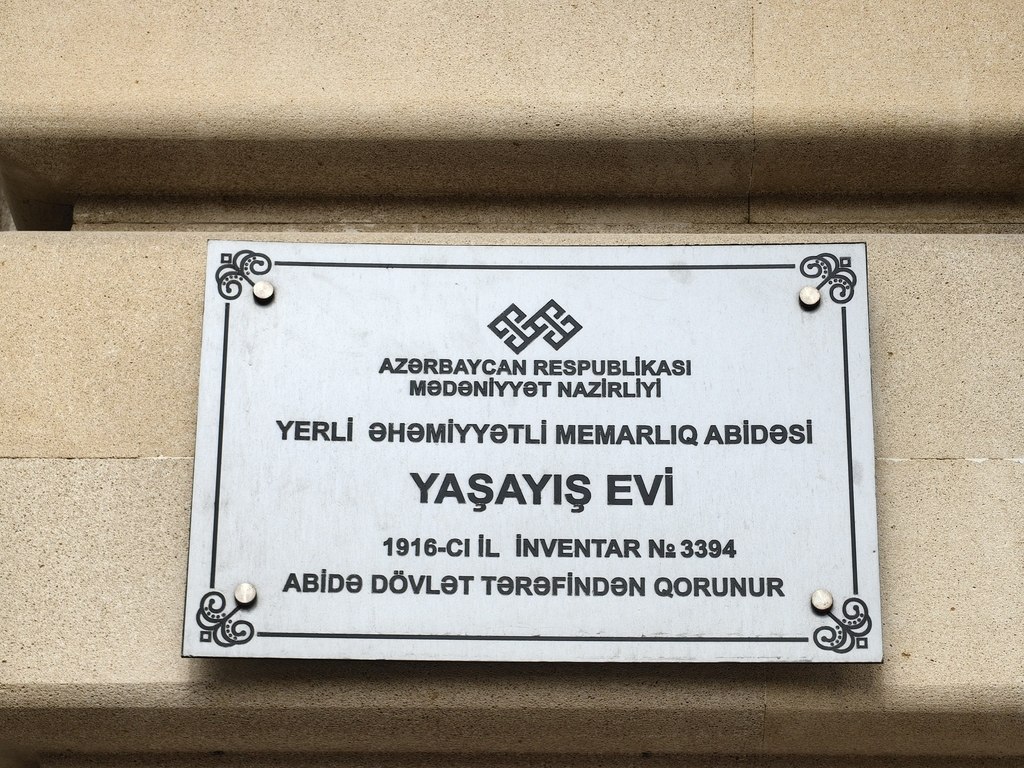 AZƏRBAYCAN RESPUBLİKASI
MƏDƏNİYYƏT NAZİRLİYİ
YERLİ ƏHƏMİYYƏTLİ MEMARLIQ ABİDƏSİ
YAŞAYIŞ EVİ
1916-CI İL İNVENTAR № 3394
ABİDƏ DÖVLƏT TƏRƏFİNDƏN QORUNUR